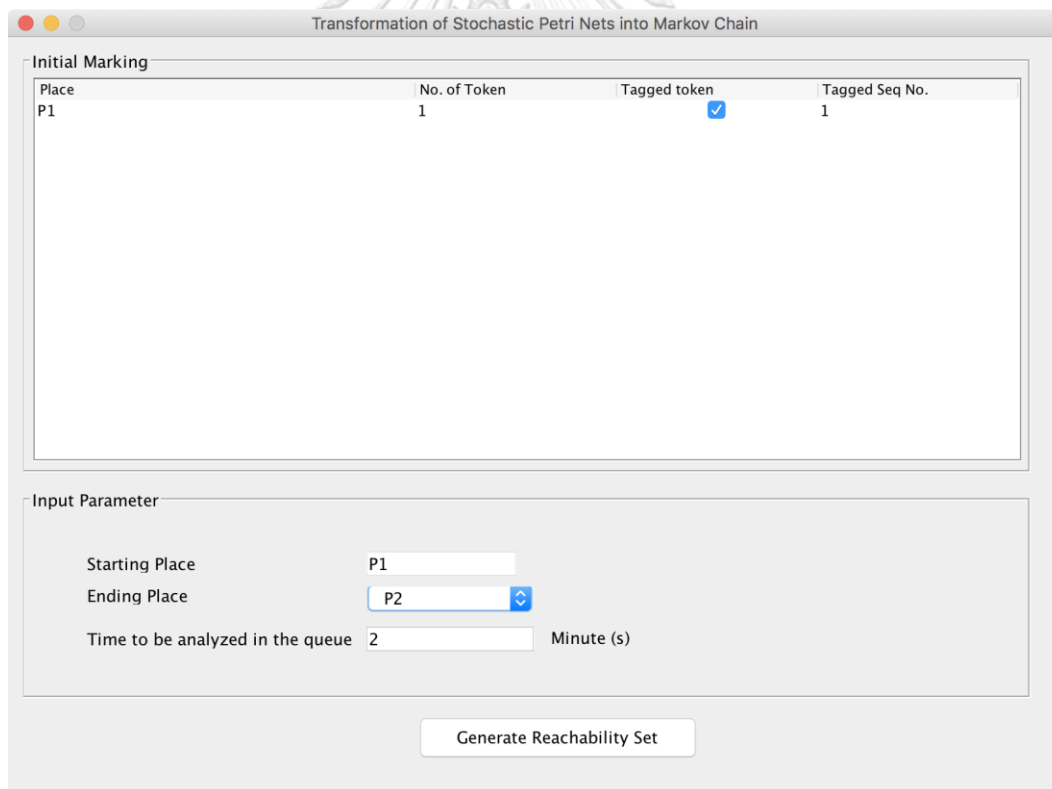 Transformation of Stochastic Petri Nets into Markov Chain
Initial Marking
Place No. of Token Tagged token Tagged Seq No.
P1 1 1
Input Parameter
Starting Place P1
Ending Place P2
Time to be analyzed in the queue 2 Minute (s)
Generate Reachability Set